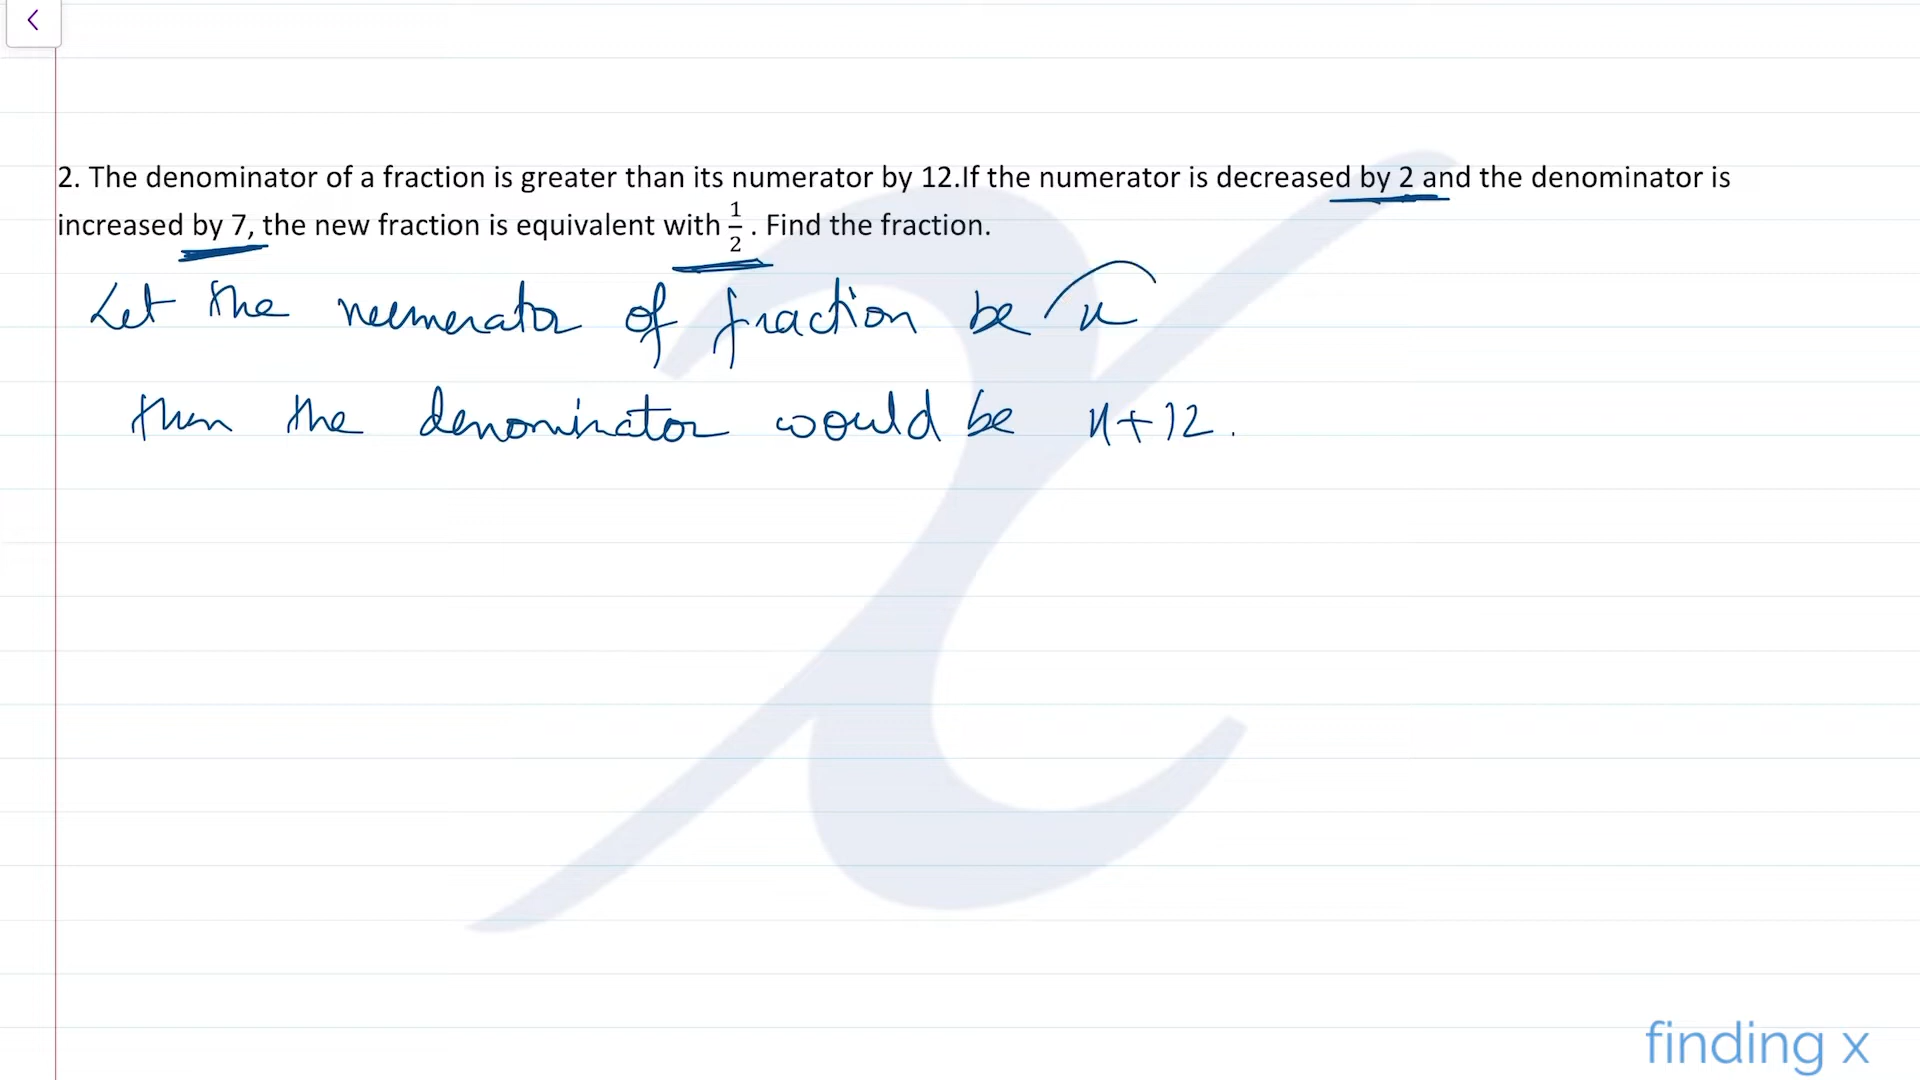 2. The denominator of a fraction is greater than its numerator by 12.If the numerator is decreased by 2 and the denominator is
increased by 7, the new fraction is equivalent with 1/2 . Find the fraction.
Let the neumerator of fraction be x
then the denominator would be x+12.
finding x